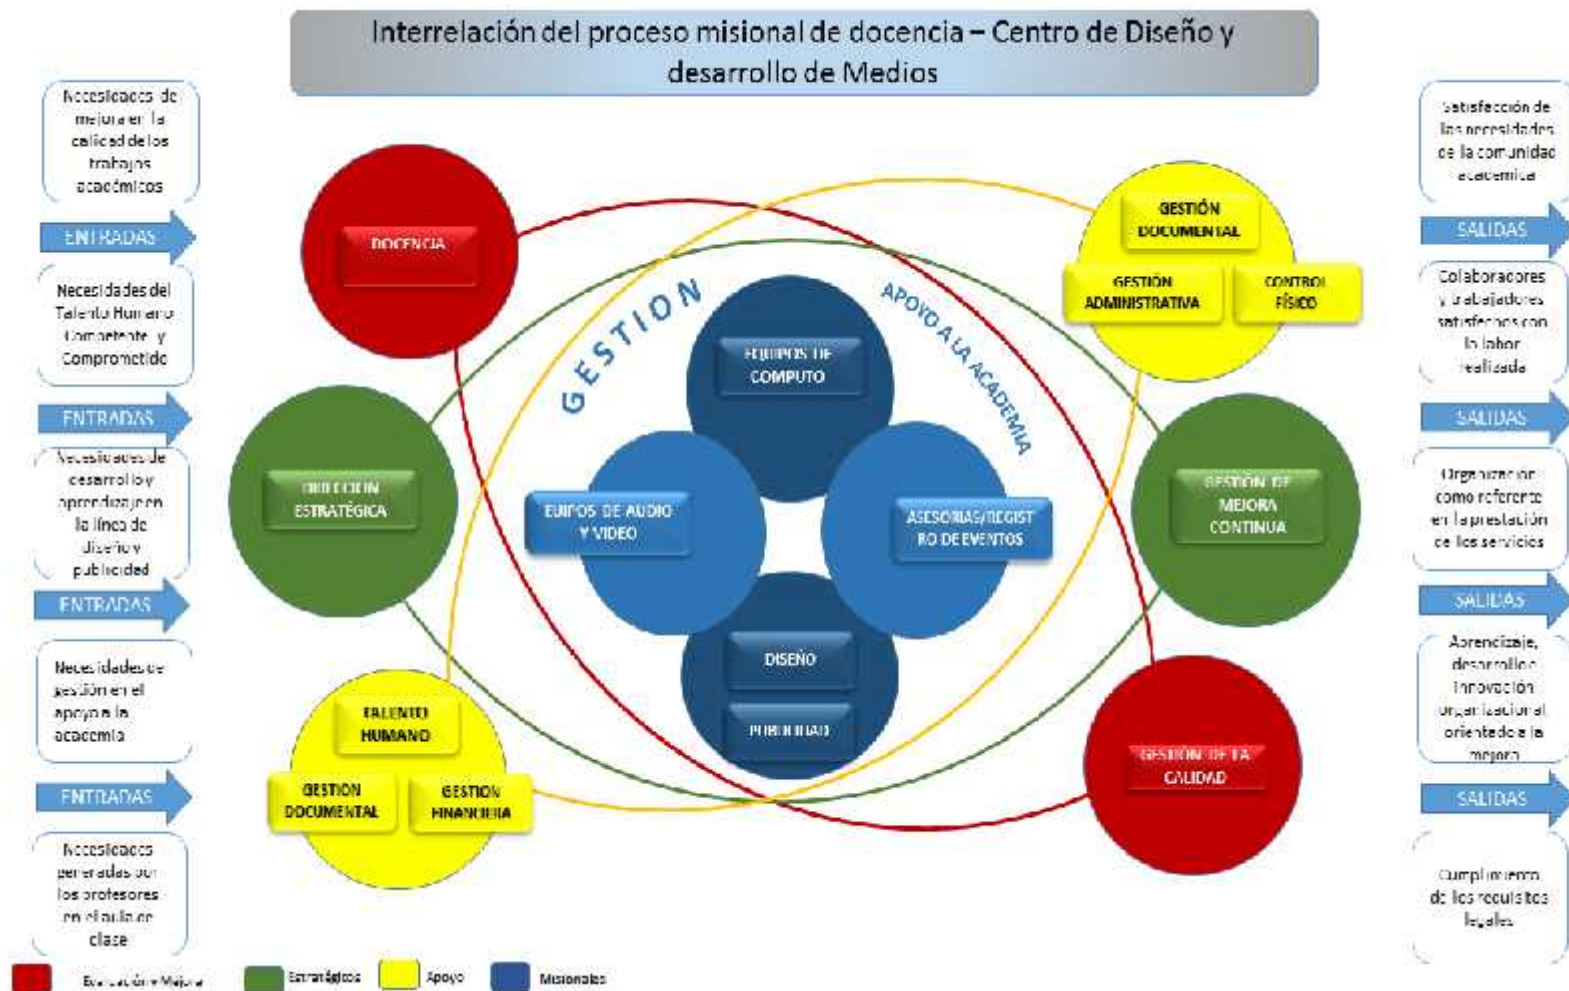 Interrelación del proceso misional de docencia – Centro de Diseño y
desarrollo de Medios
Necesidades de
mejora en la
calidad de los
trabajos
académicos
ENTRADAS
Necesidades del
Talento Humano
Competente y
Comprometido
ENTRADAS
Necesidades de
desarrollo y
aprendizaje en
la línea de
diseño y
publicidad
ENTRADAS
Necesidades de
gestión en el
apoyo a la
academia
ENTRADAS
Necesidades
generadas por
los profesores
en el aula de
clase
DOCENCIA
DIRECCIÓN
ESTRATÉGICA
TALENTO
HUMANO
GESTIÓN
DOCUMENTAL
GESTIÓN
FINANCIERA
GESTION
APOYO A LA ACADEMIA
EQUIPOS DE
COMPUTO
EUIPOS DE AUDIO
Y VIDEO
ASESORIAS/REGIST
RO DE EVENTOS
DISEÑO
PUBLICIDAD
GESTIÓN
DOCUMENTAL
GESTIÓN
ADMINISTRATIVA
CONTROL
FÍSICO
GESTIÓN DE
MEJORA
CONTINUA
GESTIÓN DE LA
CALIDAD
Satisfacción de
las necesidades
de la comunidad
academica
SALIDAS
Colaboradores
y trabajadores
satisfechos con
la labor
realizada
SALIDAS
Organización
como referente
en la prestación
de los servicios
SALIDAS
Aprendizaje,
desarrollo e
innovación
organizacional
orientado a la
mejora
SALIDAS
Cumplimiento
de los requisitos
legales
Evaluación y Mejora
Estratégicos
Apoyo
Misionales